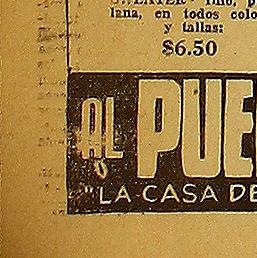 lana, en todos colo
y tallas:
$6.50
AL PUE
"LA CASA DE